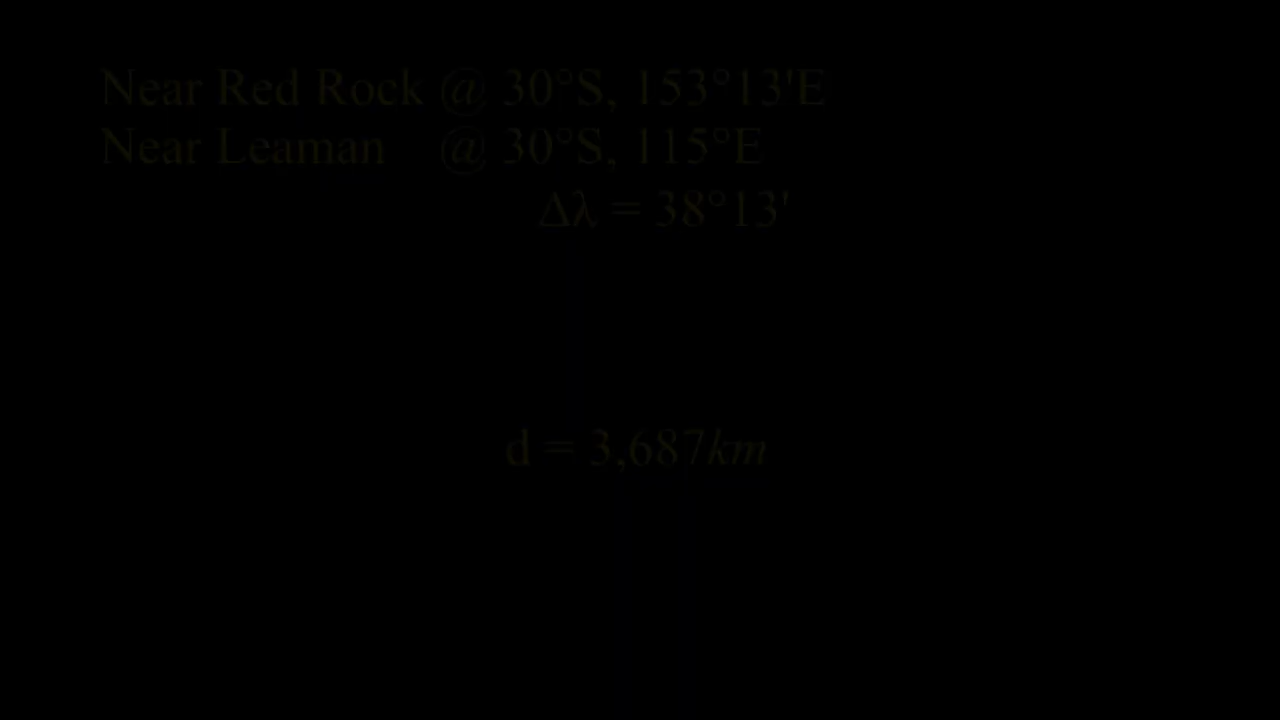 Near Red Rock @ 30°S, 153°13'E
Near Leaman @ 30°S, 115°E
Δλ = 38°13'
d = 3,687km